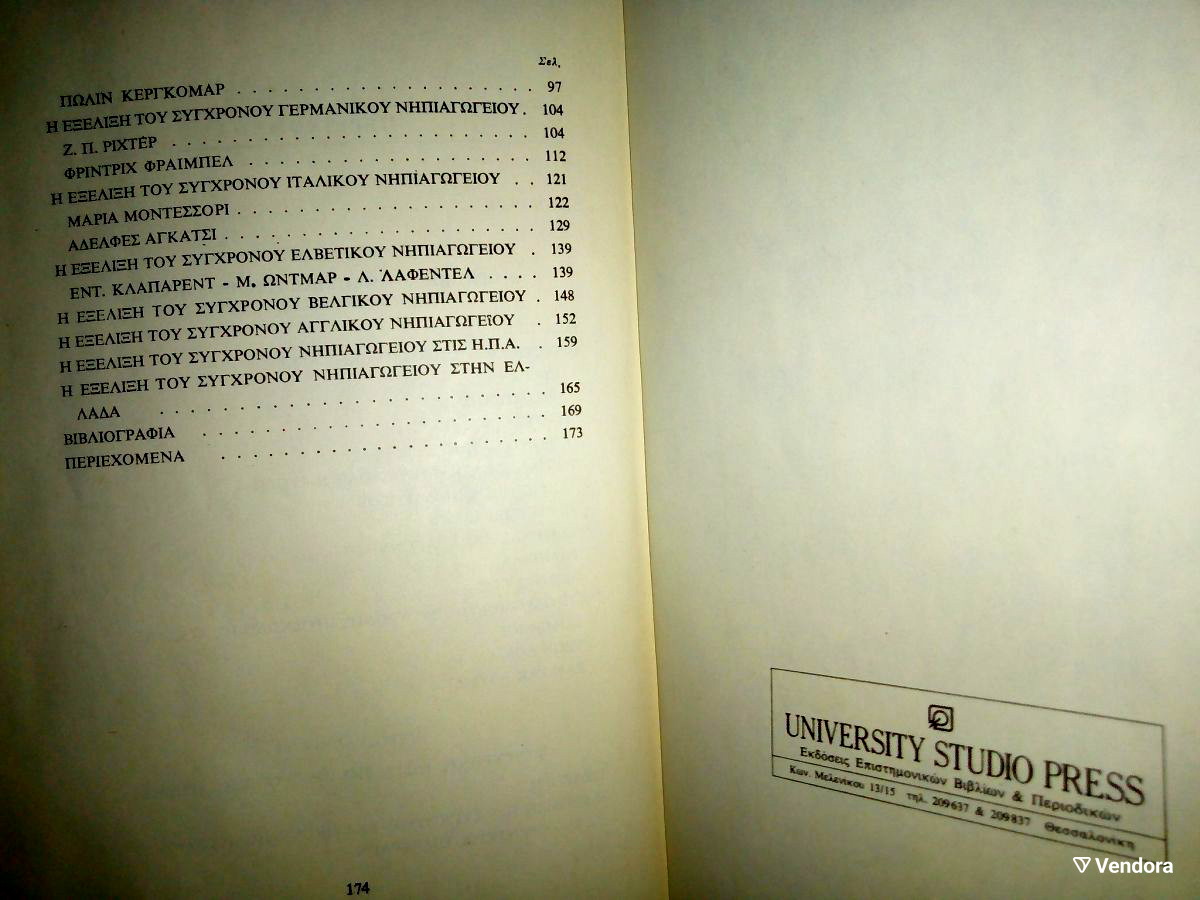 Σελ.
ΠΩΛΙΝ ΚΕΡΓΚΟΜΑΡ . . . . . . . . . . . . . . . . . . . . 97
Η ΕΞΕΛΙΞΗ ΤΟΥ ΣΥΓΧΡΟΝΟΥ ΓΕΡΜΑΝΙΚΟΥ ΝΗΠΙΑΓΩΓΕΙΟΥ . 104
Ζ. Π. ΡΙΧΤΕΡ . . . . . . . . . . . . . . . . . . . . . . . 104
ΦΡΙΝΤΡΙΧ ΦΡΑΙΜΠΕΛ . . . . . . . . . . . . . . . . . . . 112
Η ΕΞΕΛΙΞΗ ΤΟΥ ΣΥΓΧΡΟΝΟΥ ΙΤΑΛΙΚΟΥ ΝΗΠΙΑΓΩΓΕΙΟΥ . . 121
ΜΑΡΙΑ ΜΟΝΤΕΣΣΟΡΙ . . . . . . . . . . . . . . . . . . . 122
ΑΔΕΛΦΕΣ ΑΓΚΑΤΣΙ . . . . . . . . . . . . . . . . . . . . 129
Η ΕΞΕΛΙΞΗ ΤΟΥ ΣΥΓΧΡΟΝΟΥ ΕΛΒΕΤΙΚΟΥ ΝΗΠΙΑΓΩΓΕΙΟΥ . 139
ΕΝΤ. ΚΛΑΠΑΡΕΝΤ - Μ. ΩΝΤΜΑΡ - Λ. ΛΑΦΕΝΤΕΛ . . . . 139
Η ΕΞΕΛΙΞΗ ΤΟΥ ΣΥΓΧΡΟΝΟΥ ΒΕΛΓΙΚΟΥ ΝΗΠΙΑΓΩΓΕΙΟΥ . 148
Η ΕΞΕΛΙΞΗ ΤΟΥ ΣΥΓΧΡΟΝΟΥ ΑΓΓΛΙΚΟΥ ΝΗΠΙΑΓΩΓΕΙΟΥ . 152
Η ΕΞΕΛΙΞΗ ΤΟΥ ΣΥΓΧΡΟΝΟΥ ΝΗΠΙΑΓΩΓΕΙΟΥ ΣΤΙΣ Η.Π.Α. . 159
Η ΕΞΕΛΙΞΗ ΤΟΥ ΣΥΓΧΡΟΝΟΥ ΝΗΠΙΑΓΩΓΕΙΟΥ ΣΤΗΝ ΕΛ-
ΛΑΔΑ . . . . . . . . . . . . . . . . . . . . . . . 165
ΒΙΒΛΙΟΓΡΑΦΙΑ . . . . . . . . . . . . . . . . . . . . . 169
ΠΕΡΙΕΧΟΜΕΝΑ . . . . . . . . . . . . . . . . . . . . 173
174
UNIVERSITY STUDIO PRESS
Εκδόσεις Επιστημονικών Βιβλίων & Περιοδικών
Κων. Μελενίκου 13/15 τηλ. 209637 & 209837 Θεσσαλονίκη
Vendora